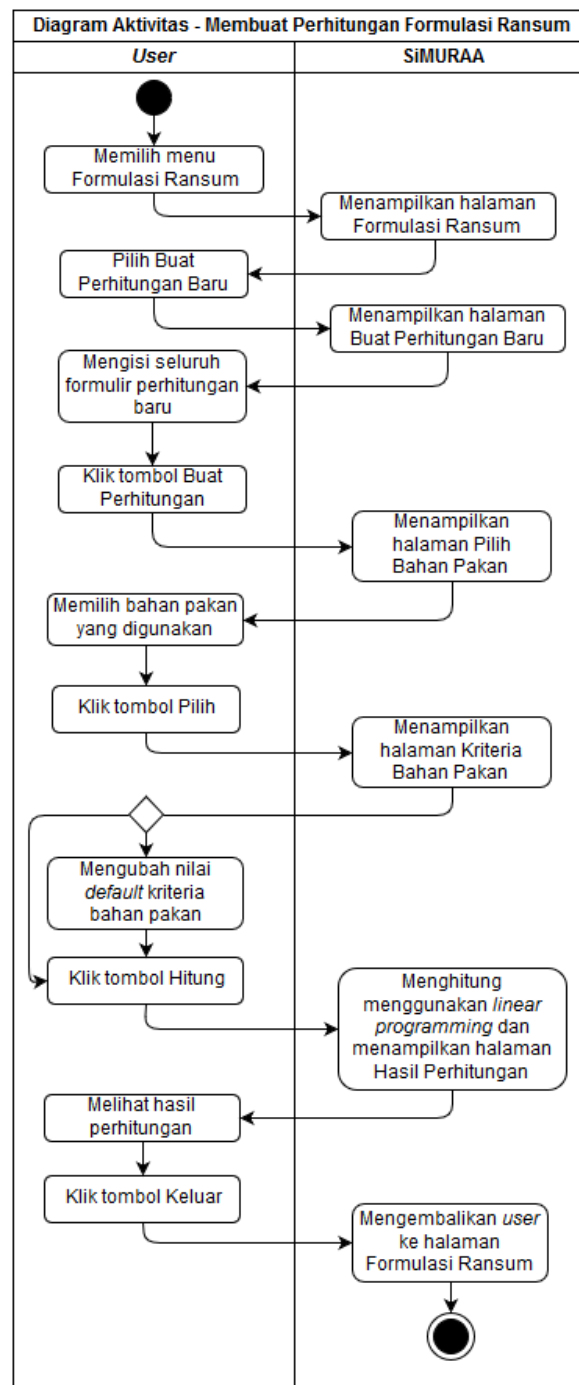 Diagram Aktivitas - Membuat Perhitungan Formulasi Ransum
User
SiMURAA
Memilih menu
Formulasi Ransum
Menampilkan halaman
Formulasi Ransum
Pilih Buat
Perhitungan Baru
Menampilkan halaman
Buat Perhitungan Baru
Mengisi seluruh
formulir perhitungan
baru
Klik tombol Buat
Perhitungan
Menampilkan
halaman Pilih
Bahan Pakan
Memilih bahan pakan
yang digunakan
Klik tombol Pilih
Menampilkan
halaman Kriteria
Bahan Pakan
Mengubah nilai
default kriteria
bahan pakan
Klik tombol Hitung
Menghitung
menggunakan linear
programming dan
menampilkan halaman
Hasil Perhitungan
Melihat hasil
perhitungan
Klik tombol Keluar
Mengembalikan user
ke halaman
Formulasi Ransum